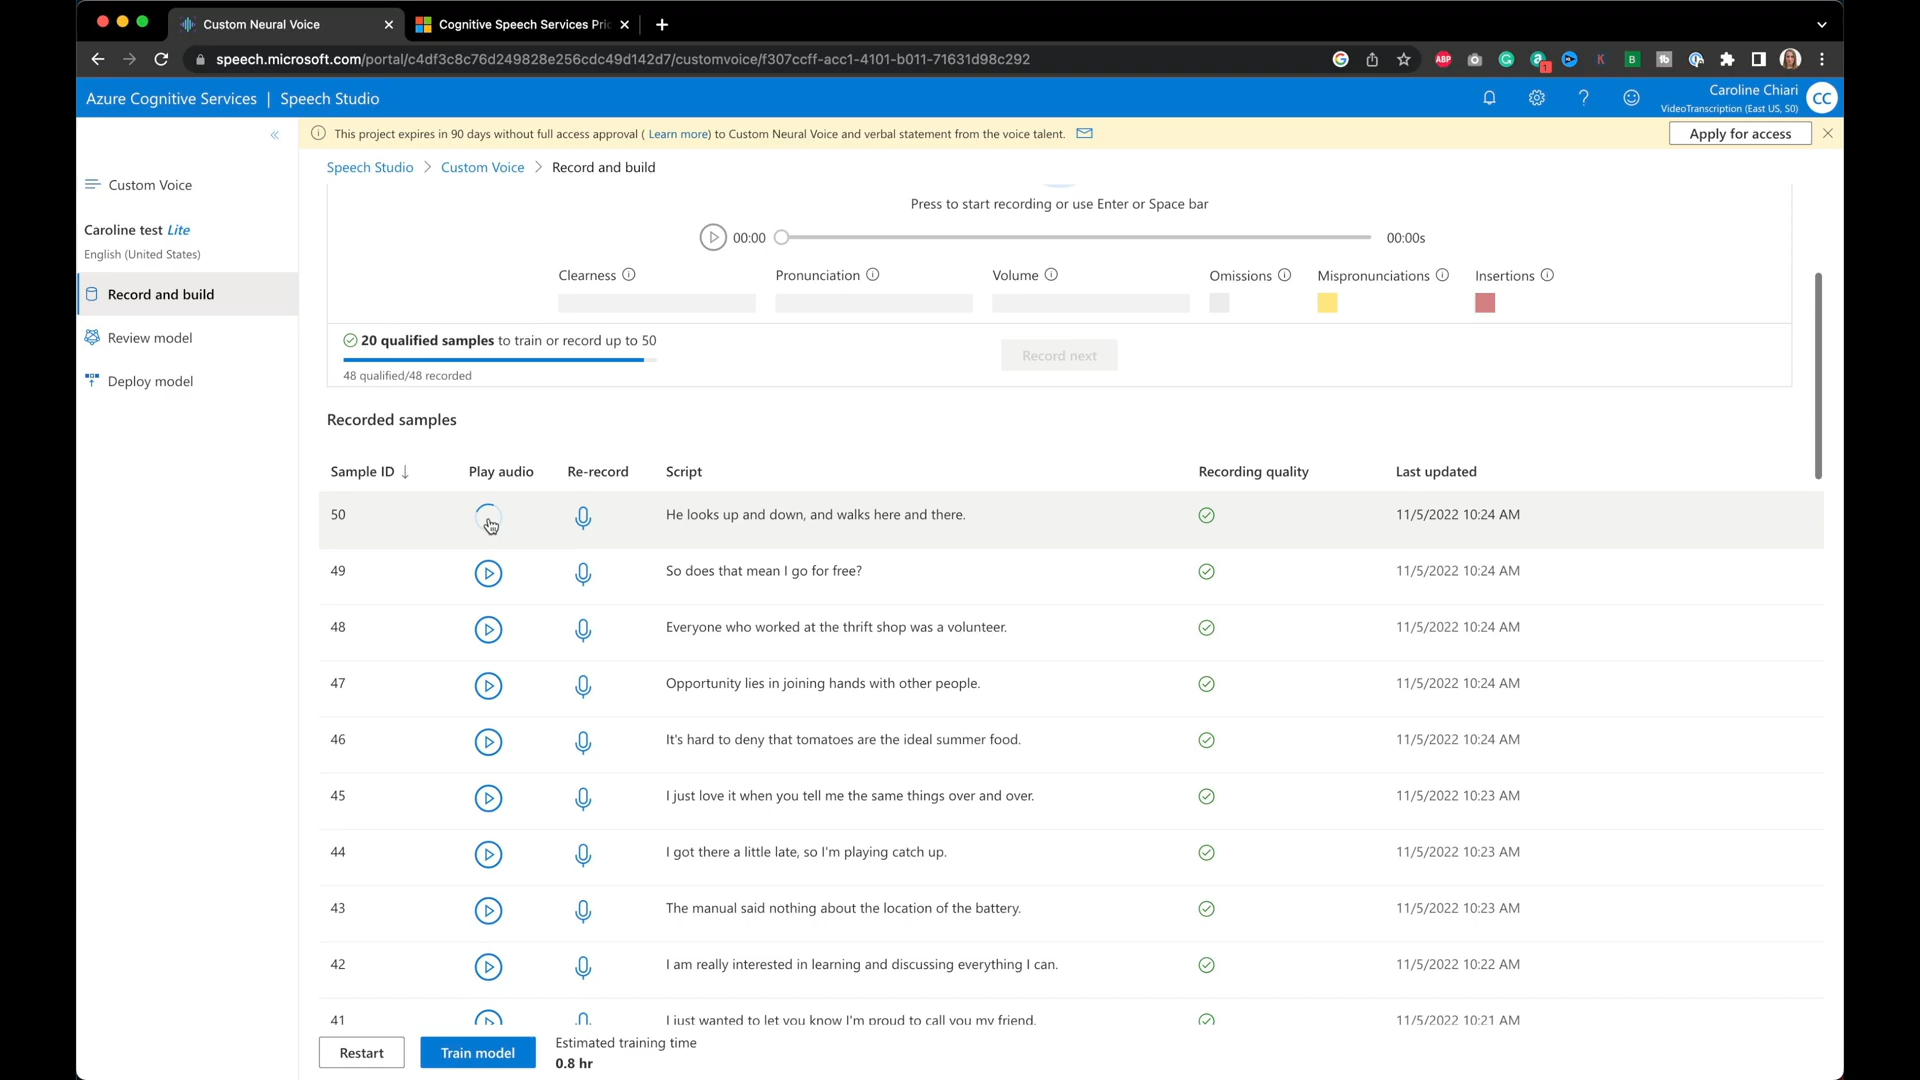 Custom Neural Voice
Cognitive Speech Services Pric
speech.microsoft.com/portal/c4df3c8c76d249828e256cdc49d142d7/customvoice/f307ccff-acc1-4101-b011-71631d98c292
ABP
1
K
B
Azure Cognitive Services | Speech Studio
Caroline Chiari
VideoTranscription (East US, S0)
CC
This project expires in 90 days without full access approval ( Learn more) to Custom Neural Voice and verbal statement from the voice talent.
Apply for access
Custom Voice
Caroline test Lite
English (United States)
Record and build
Review model
Deploy model
Speech Studio > Custom Voice > Record and build
Press to start recording or use Enter or Space bar
00:00
00:00s
Clearness
Pronunciation
Volume
Omissions
Mispronunciations
Insertions
20 qualified samples to train or record up to 50
48 qualified/48 recorded
Record next
Recorded samples
Sample ID ↓ Play audio Re-record Script Recording quality Last updated
50 He looks up and down, and walks here and there. 11/5/2022 10:24 AM
49 So does that mean I go for free? 11/5/2022 10:24 AM
48 Everyone who worked at the thrift shop was a volunteer. 11/5/2022 10:24 AM
47 Opportunity lies in joining hands with other people. 11/5/2022 10:24 AM
46 It's hard to deny that tomatoes are the ideal summer food. 11/5/2022 10:24 AM
45 I just love it when you tell me the same things over and over. 11/5/2022 10:23 AM
44 I got there a little late, so I'm playing catch up. 11/5/2022 10:23 AM
43 The manual said nothing about the location of the battery. 11/5/2022 10:23 AM
42 I am really interested in learning and discussing everything I can. 11/5/2022 10:22 AM
41 I just wanted to let you know I'm proud to call you my friend. 11/5/2022 10:21 AM
Restart
Train model
Estimated training time
0.8 hr